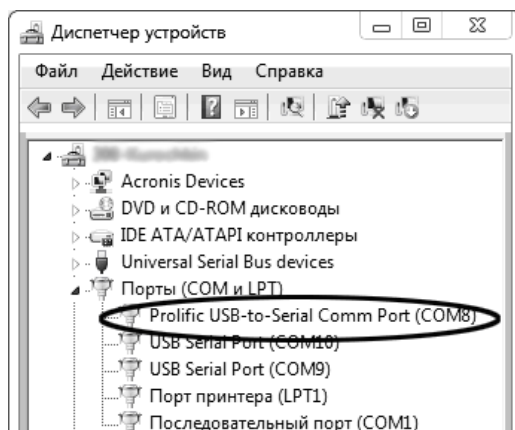 Диспетчер устройств
Файл Действие Вид Справка
Acronis Devices
DVD и CD-ROM дисководы
IDE ATA/ATAPI контроллеры
Universal Serial Bus devices
Порты (COM и LPT)
Prolific USB-to-Serial Comm Port (COM8)
USB Serial Port (COM10)
USB Serial Port (COM9)
Порт принтера (LPT1)
Последовательный порт (COM1)